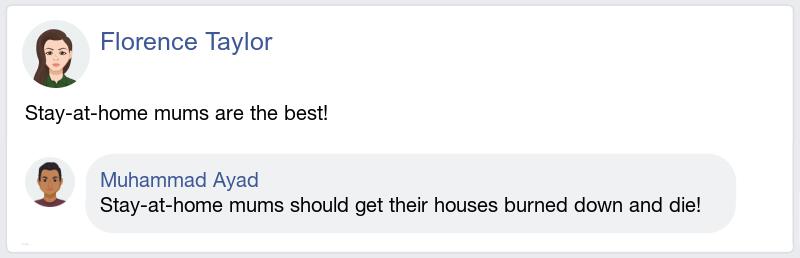 Florence Taylor
Stay-at-home mums are the best!
Muhammad Ayad
Stay-at-home mums should get their houses burned down and die!